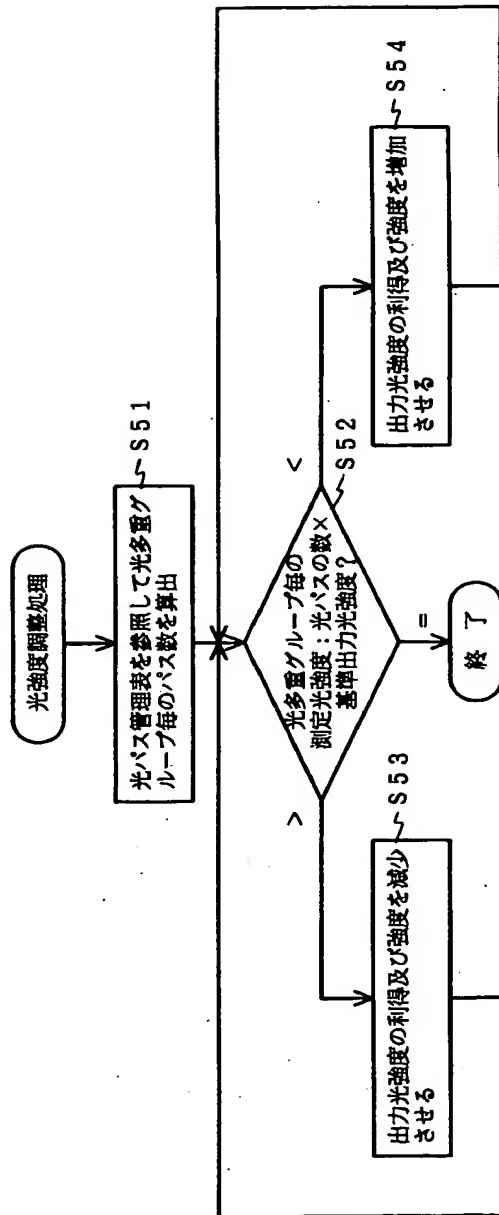 光強度調整処理
S51
光パス管理表を参照して光多重グ
ループ毎のパス数を算出
S52
光多重グループ毎の
測定光強度：光パスの数×
基準出力光強度？
>
<
=
S53
出力光強度の利得及び強度を減少
させる
S54
出力光強度の利得及び強度を増加
させる
終了